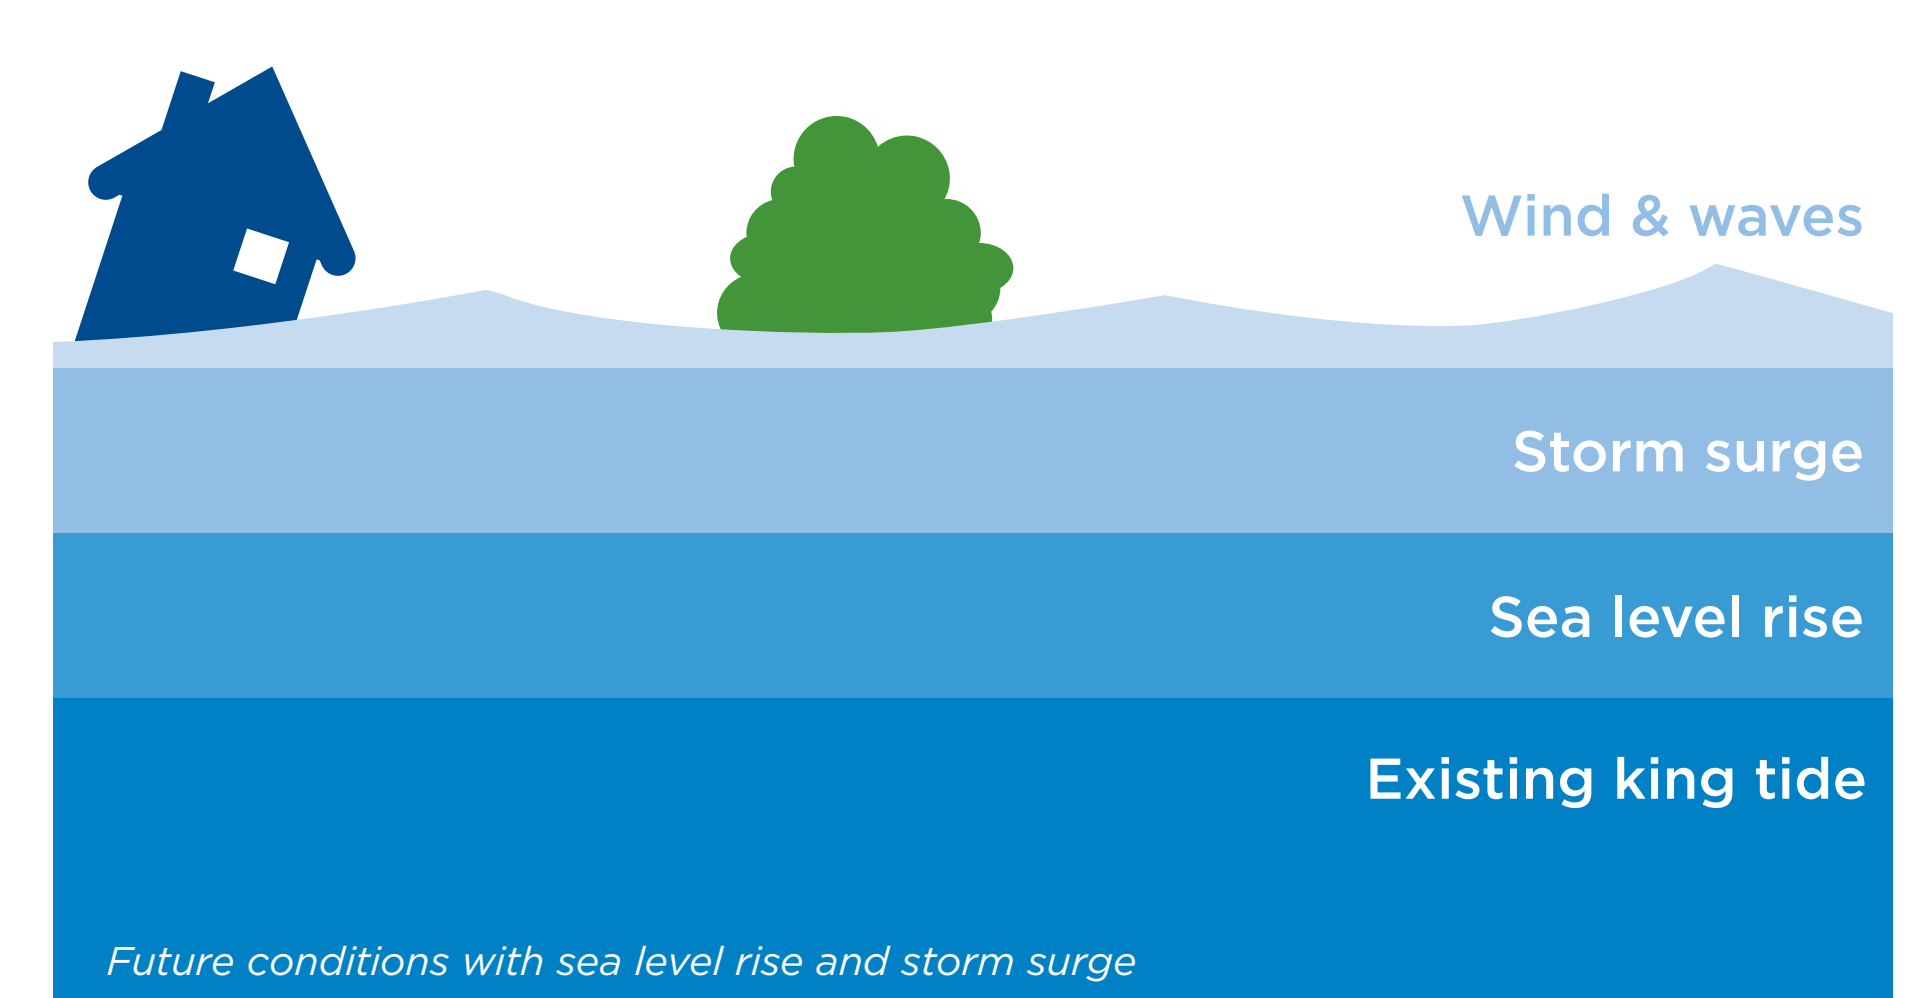 Wind & waves
Storm surge
Sea level rise
Existing king tide
Future conditions with sea level rise and storm surge